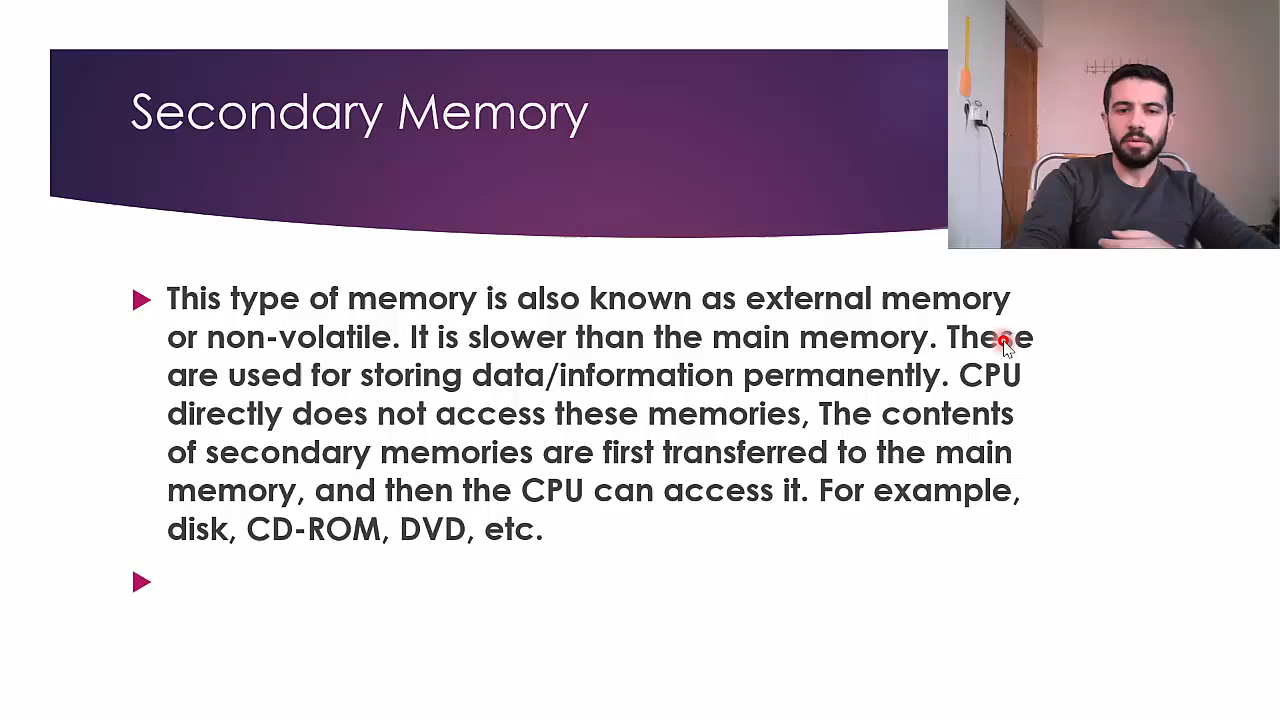 Secondary Memory
This type of memory is also known as external memory
or non-volatile. It is slower than the main memory. These
are used for storing data/information permanently. CPU
directly does not access these memories, The contents
of secondary memories are first transferred to the main
memory, and then the CPU can access it. For example,
disk, CD-ROM, DVD, etc.